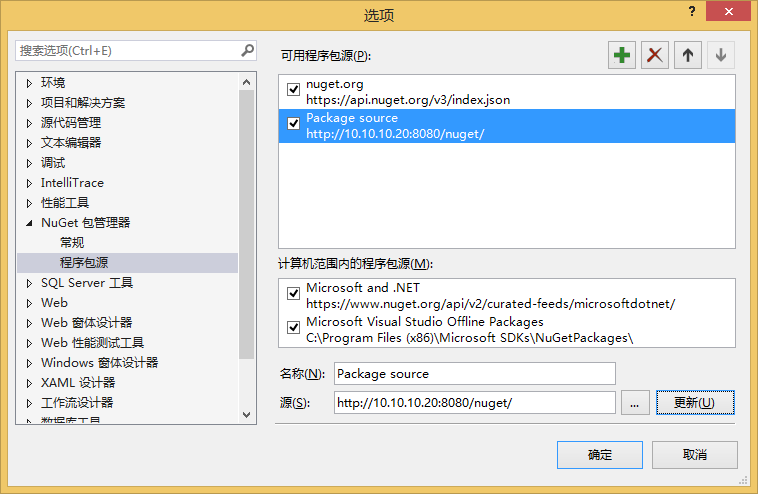 选项
搜索选项(Ctrl+E)
环境
项目和解决方案
源代码管理
文本编辑器
调试
IntelliTrace
性能工具
NuGet 包管理器
常规
程序包源
SQL Server 工具
Web
Web 窗体设计器
Web 性能测试工具
Windows 窗体设计器
XAML 设计器
工作流设计器
数据库工具
可用程序包源(P):
nuget.org
https://api.nuget.org/v3/index.json
Package source
http://10.10.10.20:8080/nuget/
计算机范围内的程序包源(M):
Microsoft and .NET
https://www.nuget.org/api/v2/curated-feeds/microsoftdotnet/
Microsoft Visual Studio Offline Packages
C:\Program Files (x86)\Microsoft SDKs\NuGetPackages\
名称(N): Package source
源(S): http://10.10.10.20:8080/nuget/ ... 更新(U)
确定 取消